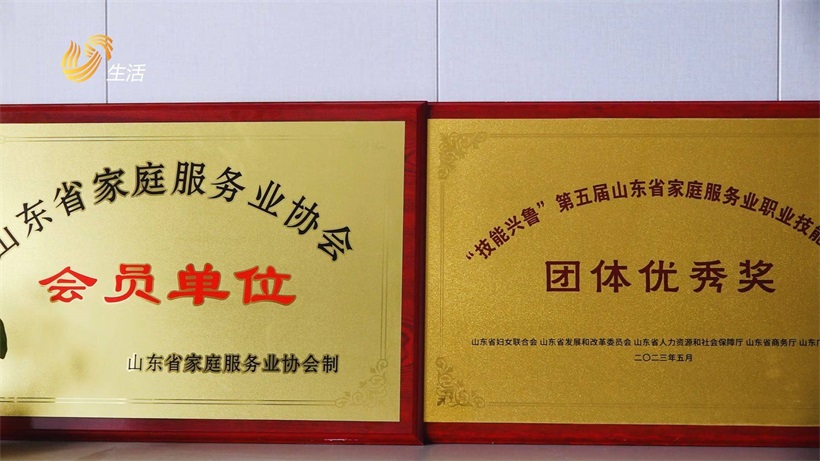 生活
山东省家庭服务业协会
会员单位
山东省家庭服务业协会制
“技能兴鲁”第五届山东省家庭服务业职业技能
团体优秀奖
山东省妇女联合会 山东省发展和改革委员会 山东省人力资源和社会保障厅 山东省商务厅 山东广
二〇二三年五月